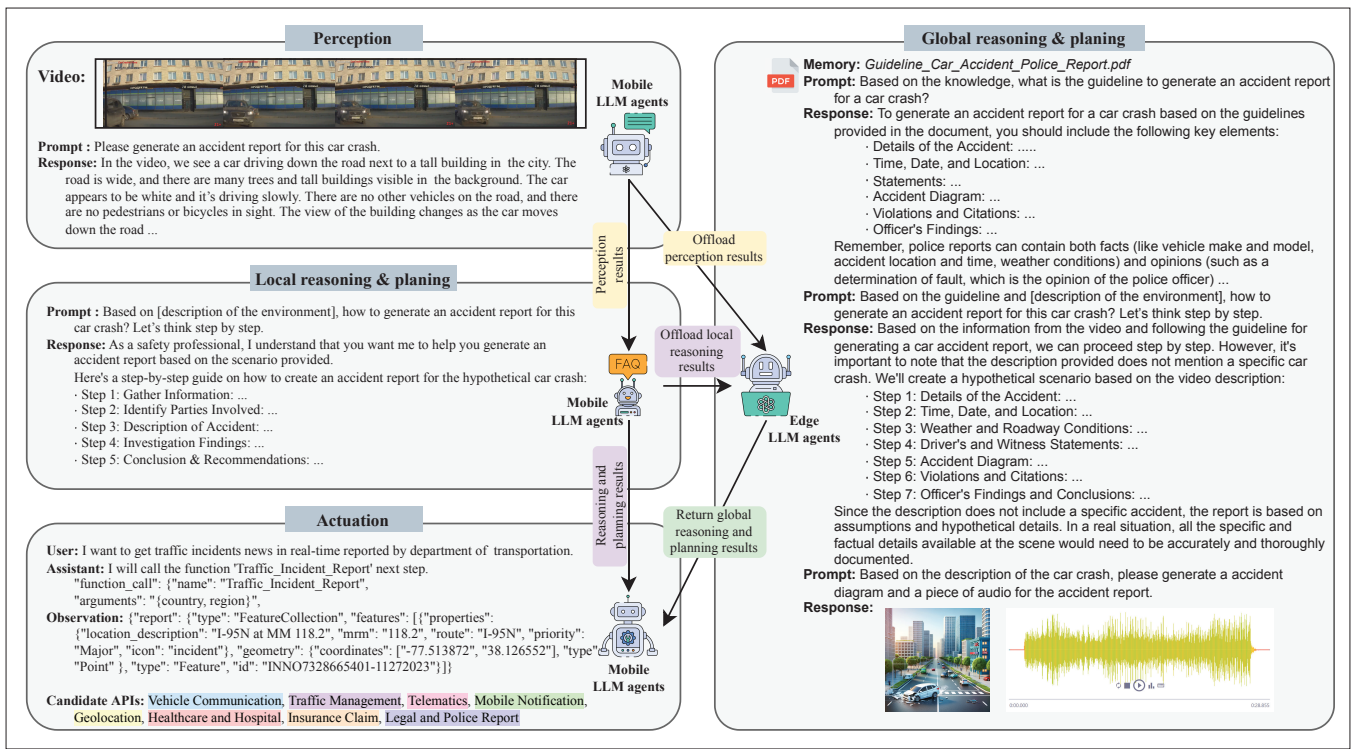 Perception
Video:
Mobile
LLM agents
Prompt : Please generate an accident report for this car crash.
Response: In the video, we see a car driving down the road next to a tall building in the city. The
road is wide, and there are many trees and tall buildings visible in the background. The car
appears to be white and it's driving slowly. There are no other vehicles on the road, and there
are no pedestrians or bicycles in sight. The view of the building changes as the car moves
down the road ...
Perception
results
Offload
perception results
Local reasoning & planing
Prompt : Based on [description of the environment], how to generate an accident report for this
car crash? Let's think step by step.
Response: As a safety professional, I understand that you want me to help you generate an
accident report based on the scenario provided.
Here's a step-by-step guide on how to create an accident report for the hypothetical car crash:
· Step 1: Gather Information: ...
· Step 2: Identify Parties Involved: ...
· Step 3: Description of Accident: ...
· Step 4: Investigation Findings: ...
· Step 5: Conclusion & Recommendations: ...
FAQ
Mobile
LLM agents
Offload local
reasoning
results
Edge
LLM agents
Reasoning and
planning results
Return global
reasoning and
planning results
Actuation
User: I want to get traffic incidents news in real-time reported by department of transportation.
Assistant: I will call the function 'Traffic_Incident_Report' next step.
"function_call": {"name": "Traffic_Incident_Report",
"arguments": "{country, region}",
Observation: {"report": {"type": "FeatureCollection", "features": [{"properties":
{"location_description": "I-95N at MM 118.2", "mrm": "118.2", "route": "I-95N", "priority":
"Major", "icon": "incident"}, "geometry": {"coordinates": ["-77.513872", "38.126552"], "type"
"Point" }, "type": "Feature", "id": "INNO7328665401-11272023"}]}
Mobile
LLM agents
Candidate APIs: Vehicle Communication, Traffic Management, Telematics, Mobile Notification,
Geolocation, Healthcare and Hospital, Insurance Claim, Legal and Police Report
Global reasoning & planing
PDF
Memory: Guideline_Car_Accident_Police_Report.pdf
Prompt: Based on the knowledge, what is the guideline to generate an accident report
for a car crash?
Response: To generate an accident report for a car crash based on the guidelines
provided in the document, you should include the following key elements:
· Details of the Accident: .....
· Time, Date, and Location: ...
· Statements: ...
· Accident Diagram: ...
· Violations and Citations: ...
· Officer's Findings: ...
Remember, police reports can contain both facts (like vehicle make and model,
accident location and time, weather conditions) and opinions (such as a
determination of fault, which is the opinion of the police officer) ...
Prompt: Based on the guideline and [description of the environment], how to
generate an accident report for this car crash? Let's think step by step.
Response: Based on the information from the video and following the guideline for
generating a car accident report, we can proceed step by step. However, it's
important to note that the description provided does not mention a specific car
crash. We'll create a hypothetical scenario based on the video description:
· Step 1: Details of the Accident: ...
· Step 2: Time, Date, and Location: ...
· Step 3: Weather and Roadway Conditions: ...
· Step 4: Driver's and Witness Statements: ...
· Step 5: Accident Diagram: ...
· Step 6: Violations and Citations: ...
· Step 7: Officer's Findings and Conclusions: ...
Since the description does not include a specific accident, the report is based on
assumptions and hypothetical details. In a real situation, all the specific and
factual details available at the scene would need to be accurately and thoroughly
documented.
Prompt: Based on the description of the car crash, please generate a accident
diagram and a piece of audio for the accident report.
Response:
0:00.000